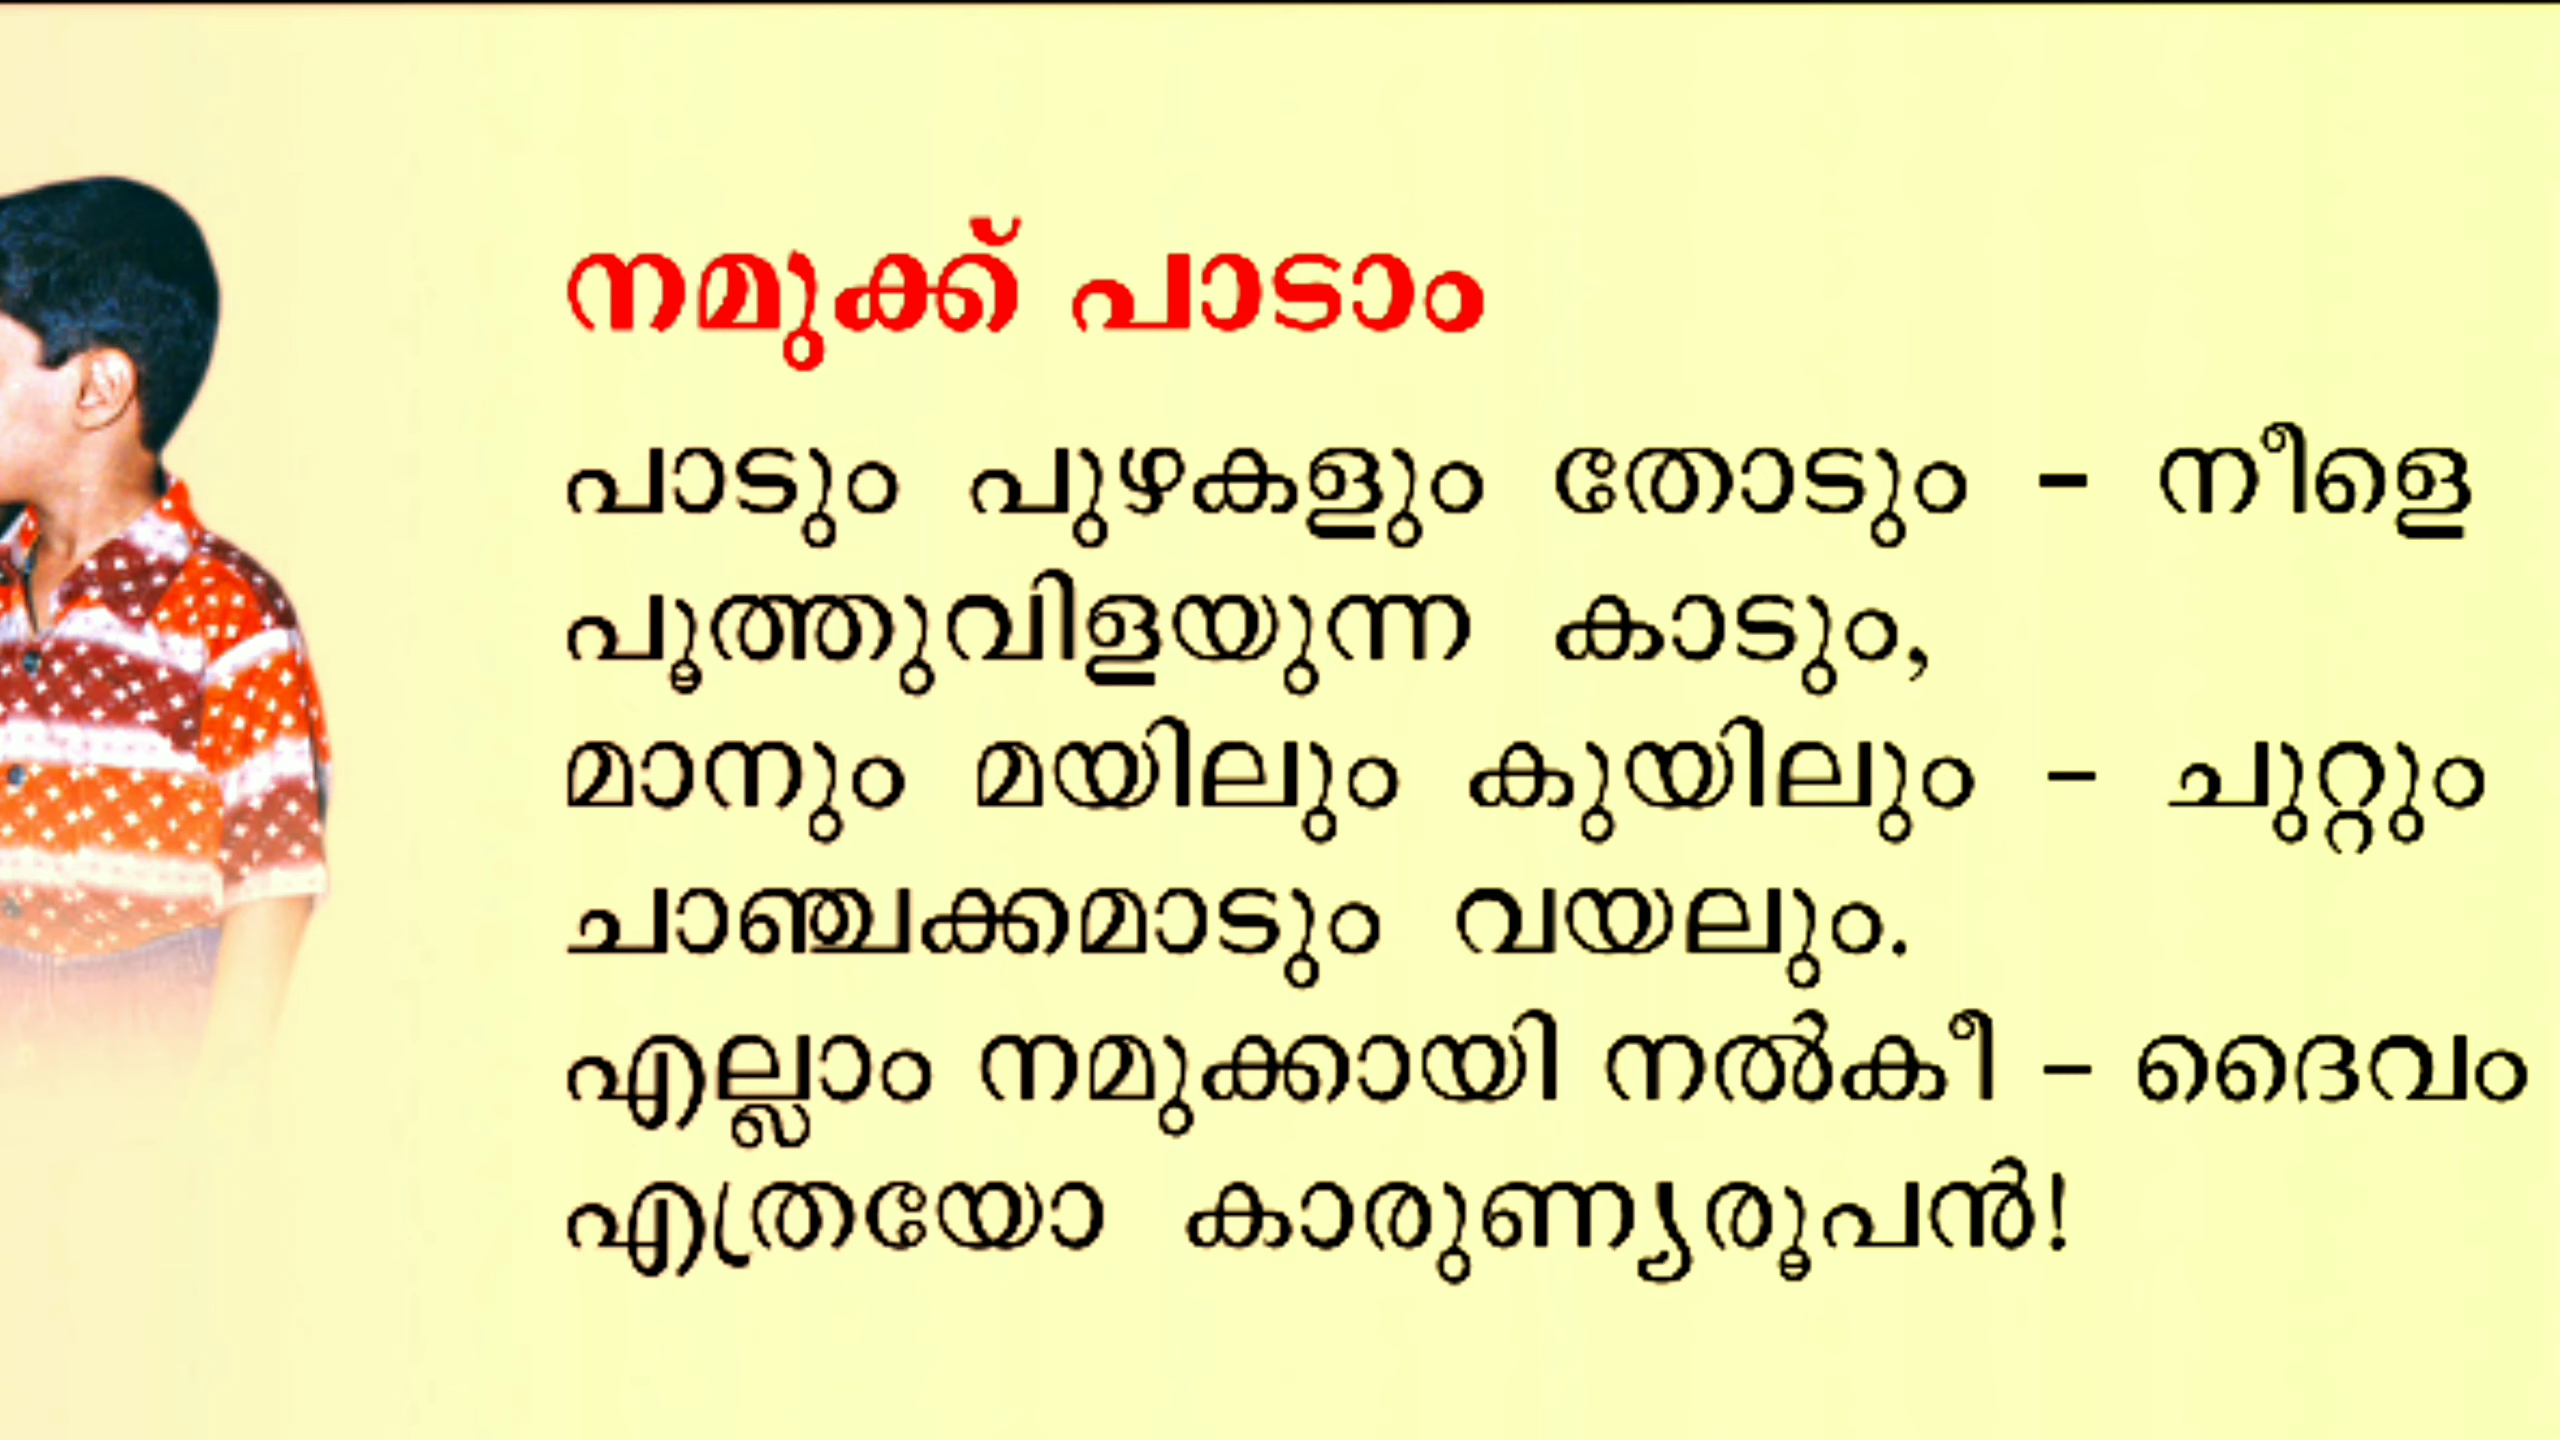 നമുക്ക് പാടാം
പാടും പുഴകളും തോടും - നീളെ
പൂത്തുവിളയുന്ന കാടും,
മാനും മയിലും കുയിലും - ചുറ്റും
ചാഞ്ചക്കമാടും വയലും.
എല്ലാം നമുക്കായി നൽകീ - ദൈവം
എത്രയോ കാരുണ്യരൂപൻ!